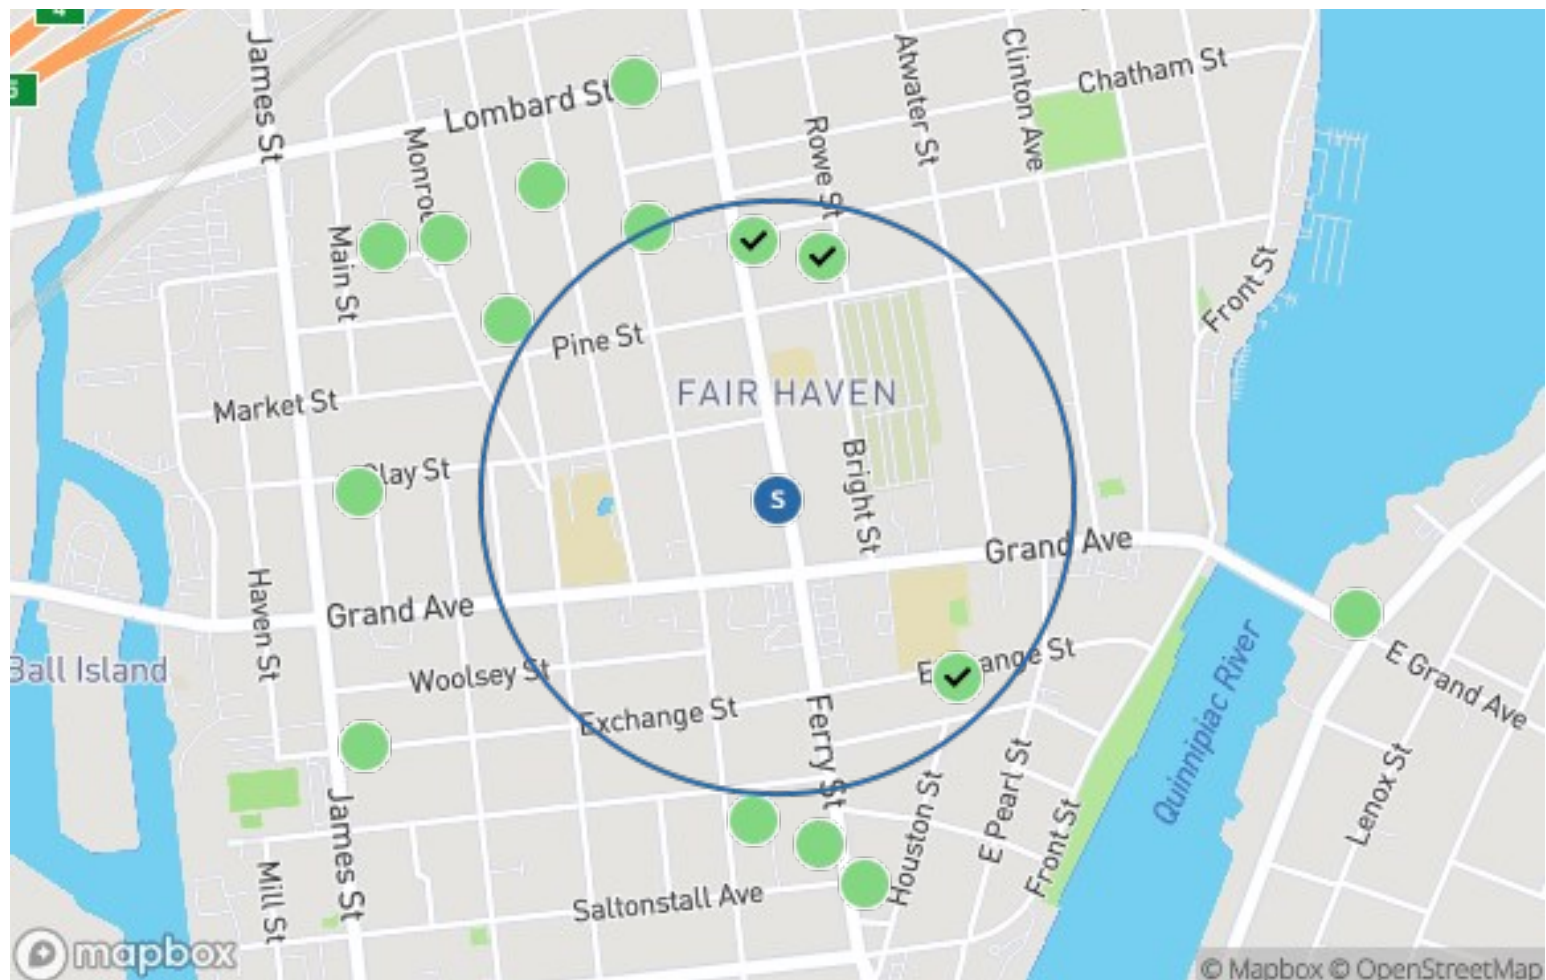 4
James St
Atwater St
Clinton Ave
Chatham St
5
Lombard St
Rowe St
Main St
Front St
Pine St
FAIR HAVEN
Market St
Bright St
S
Grand Ave
Haven St
Grand Ave
E Grand Ave
Ball Island
Woolsey St
Quinnipiac River
Exchange St
Ferry St
Lenox St
Houston St
E Pearl St
Front St
James St
Mill St
Saltonstall Ave
mapbox
© Mapbox © OpenStreetMap